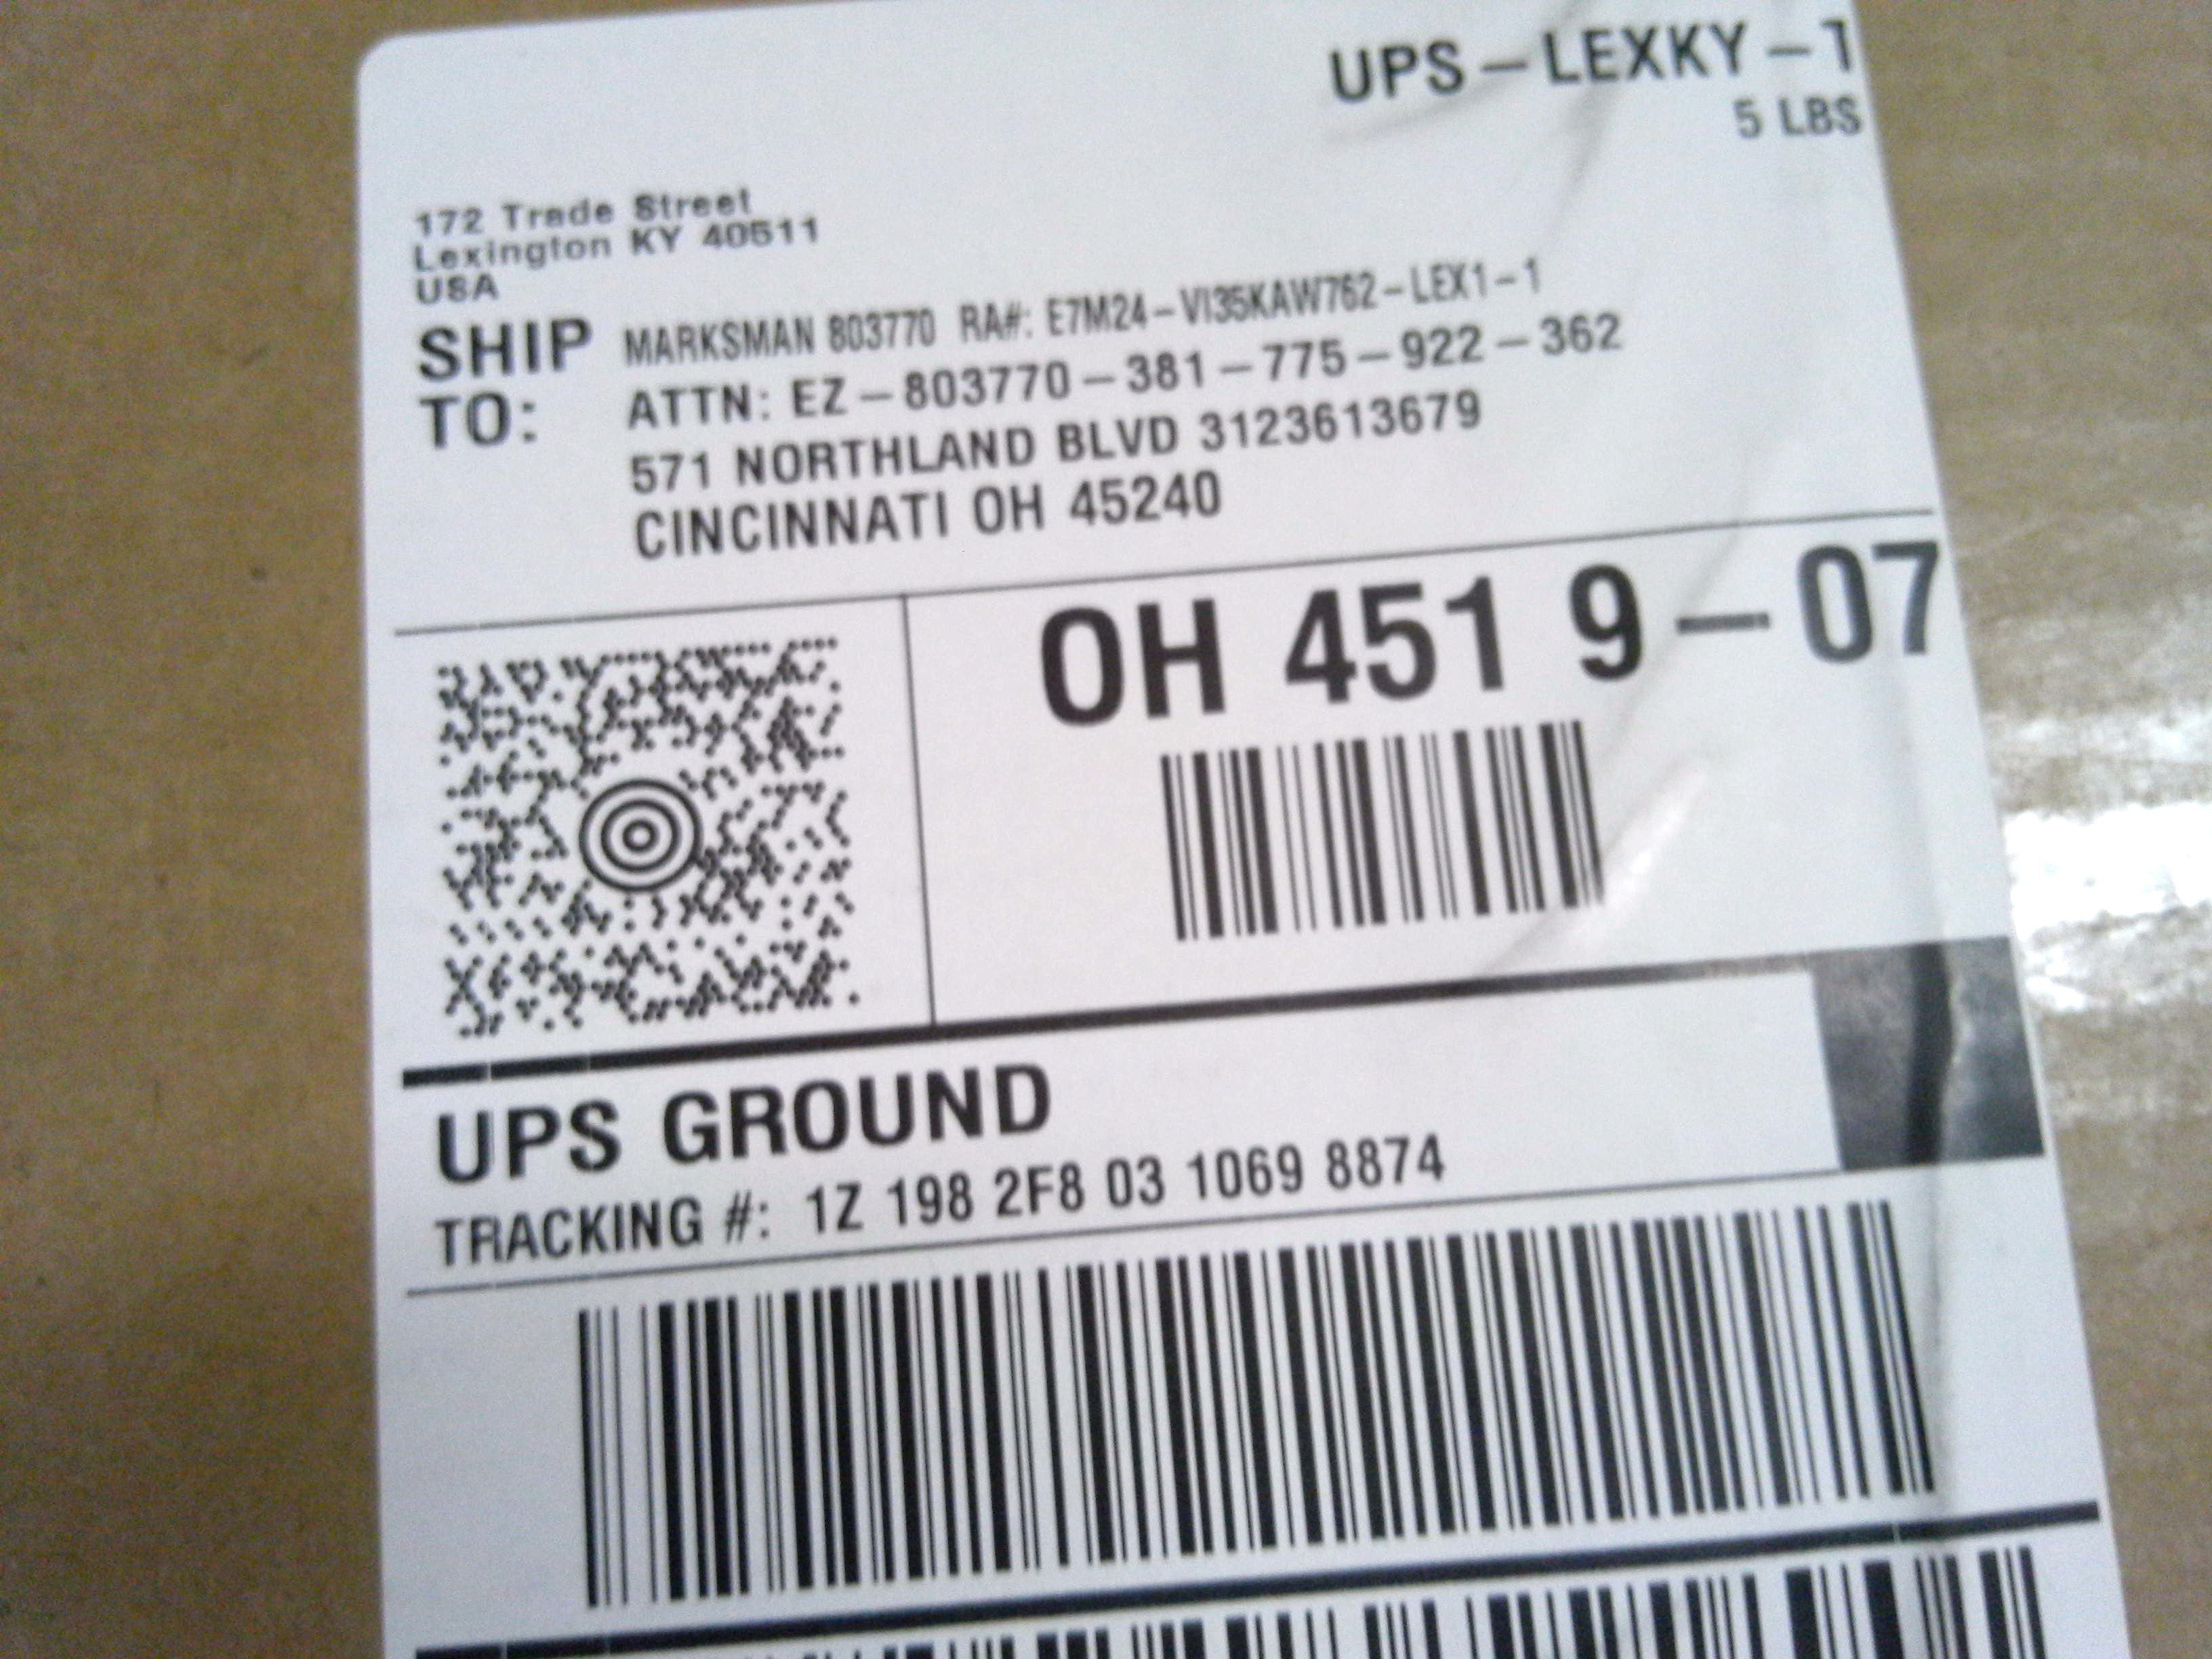 UPS – LEXKY – 1
5 LBS
172 Trade Street
Lexington KY 40511
USA
SHIP TO:
MARKSMAN 803770 RA#: E7M24-VI35KAW762-LEX1-1
ATTN: EZ – 803770 – 381 – 775 – 922 – 362
571 NORTHLAND BLVD 3123613679
CINCINNATI OH 45240
OH 451 9 – 07
UPS GROUND
TRACKING #: 1Z 198 2F8 03 1069 8874